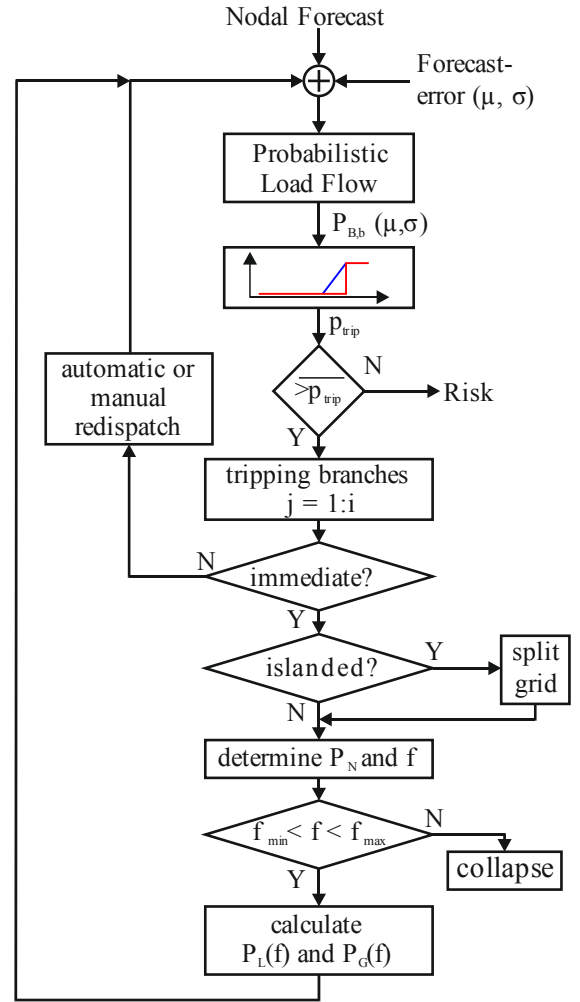 Nodal Forecast
Forecast-
error (μ, σ)
Probabilistic
Load Flow
P_B,b (μ,σ)
p_trip
>p_trip
N
Risk
Y
automatic or
manual
redispatch
tripping branches
j = 1:i
N
immediate?
Y
islanded?
Y
split
grid
N
determine P_N and f
f_min < f < f_max
N
collapse
Y
calculate
P_L(f) and P_G(f)